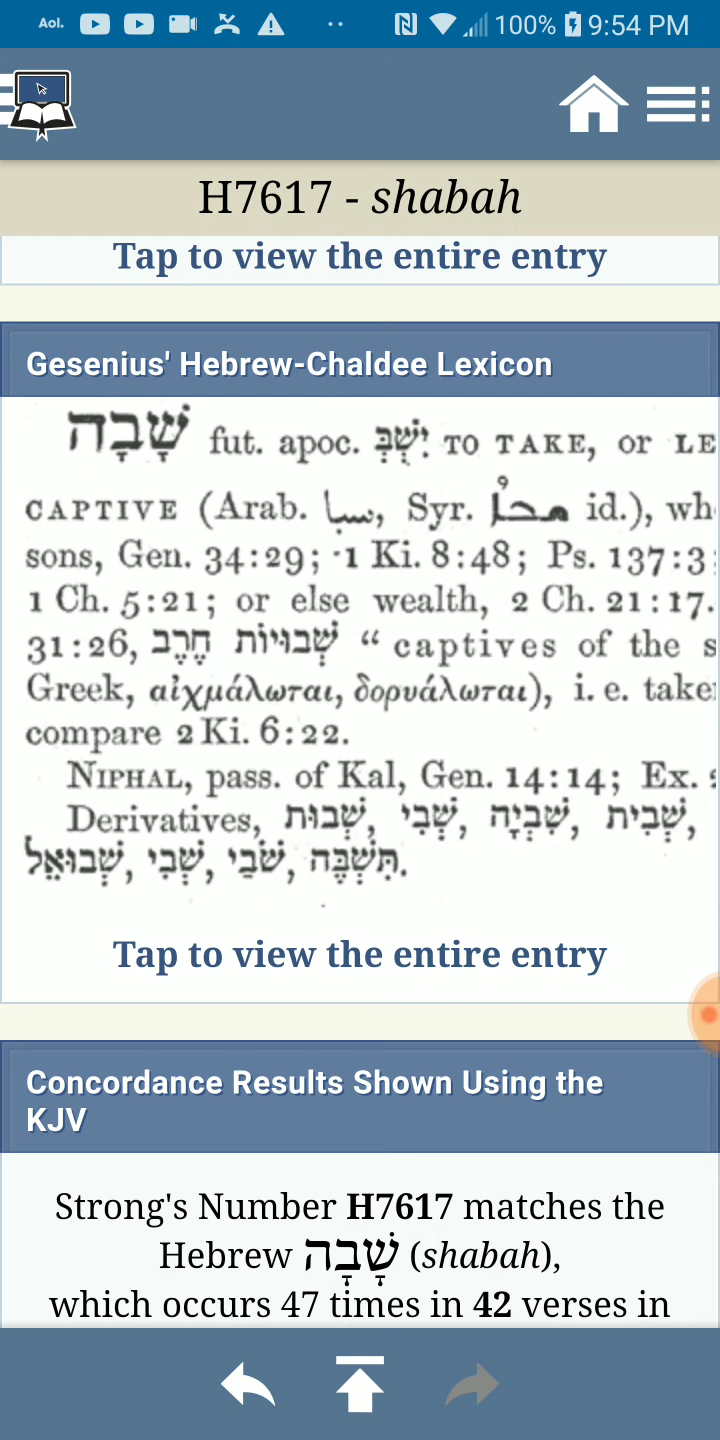 Aol. 100% 9:54 PM
H7617 - shabah
Tap to view the entire entry
Gesenius' Hebrew-Chaldee Lexicon
שָׁבָה fut. apoc. יִשְׁבְּ TO TAKE, or LE
CAPTIVE (Arab. سبا, Syr. id.), wh
sons, Gen. 34:29; 1 Ki. 8:48; Ps. 137:3
1 Ch. 5:21; or else wealth, 2 Ch. 21:17.
31:26, שְׁבוּיוֹת חֶרֶב “ captives of the s
Greek, αἰχμάλωται, δορυάλωται), i. e. take
compare 2 Ki. 6:22.
NIPHAL, pass. of Kal, Gen. 14:14; Ex.
Derivatives, שְׁבוּת, שְׁבִי, שִׁבְיָה, שְׁבִית,
שְׁבוּאֵל, שְׁבִי, שֹׁבַי, תִּשְׁבֶּה.
Tap to view the entire entry
Concordance Results Shown Using the
KJV
Strong's Number H7617 matches the
Hebrew שָׁבָה (shabah),
which occurs 47 times in 42 verses in